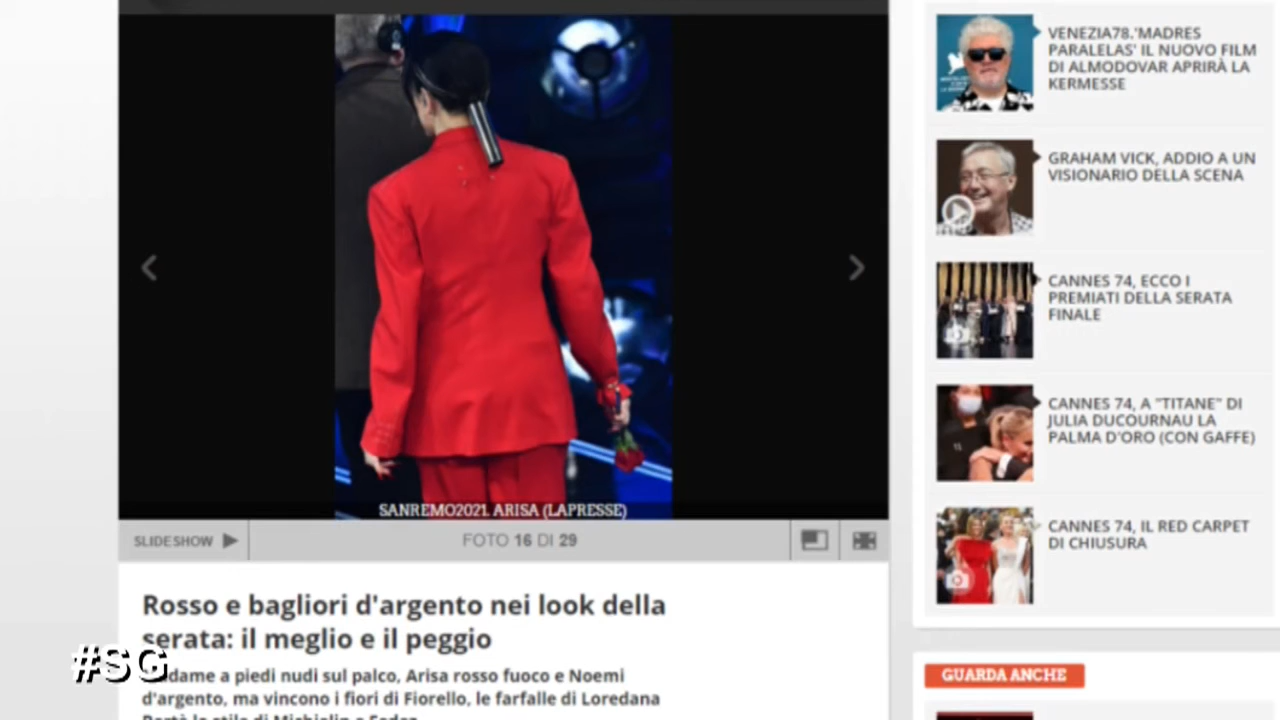 SANREMO2021. ARISA (LAPRESSE)
SLIDESHOW
FOTO 16 DI 29
Rosso e bagliori d'argento nei look della
serata: il meglio e il peggio
dame a piedi nudi sul palco, Arisa rosso fuoco e Noemi
d'argento, ma vincono i fiori di Fiorello, le farfalle di Loredana
#SG
VENEZIA78.'MADRES
PARALELAS' IL NUOVO FILM
DI ALMODOVAR APRIRÀ LA
KERMESSE
GRAHAM VICK, ADDIO A UN
VISIONARIO DELLA SCENA
CANNES 74, ECCO I
PREMIATI DELLA SERATA
FINALE
CANNES 74, A "TITANE" DI
JULIA DUCOURNAU LA
PALMA D'ORO (CON GAFFE)
CANNES 74, IL RED CARPET
DI CHIUSURA
GUARDA ANCHE